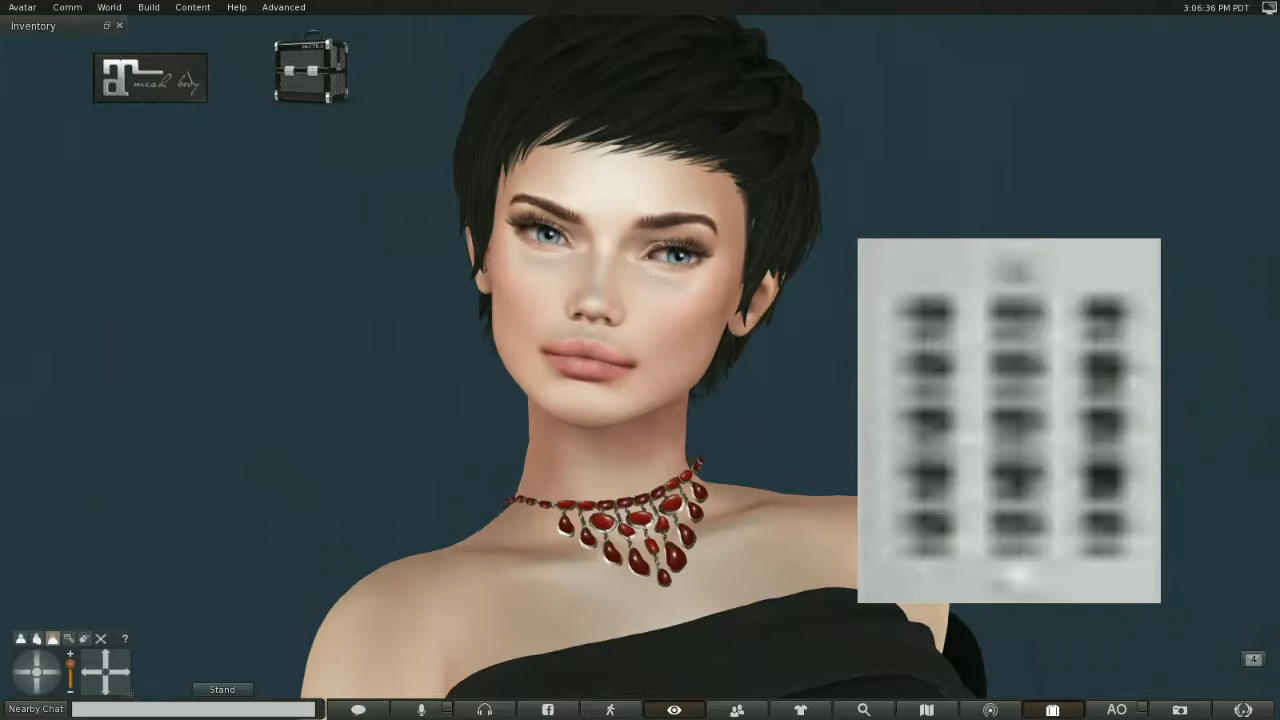 Avatar Comm World Build Content Help Advanced
3:06:36 PM PDT
Inventory
mesh body
?
Stand
4
Nearby Chat
AO